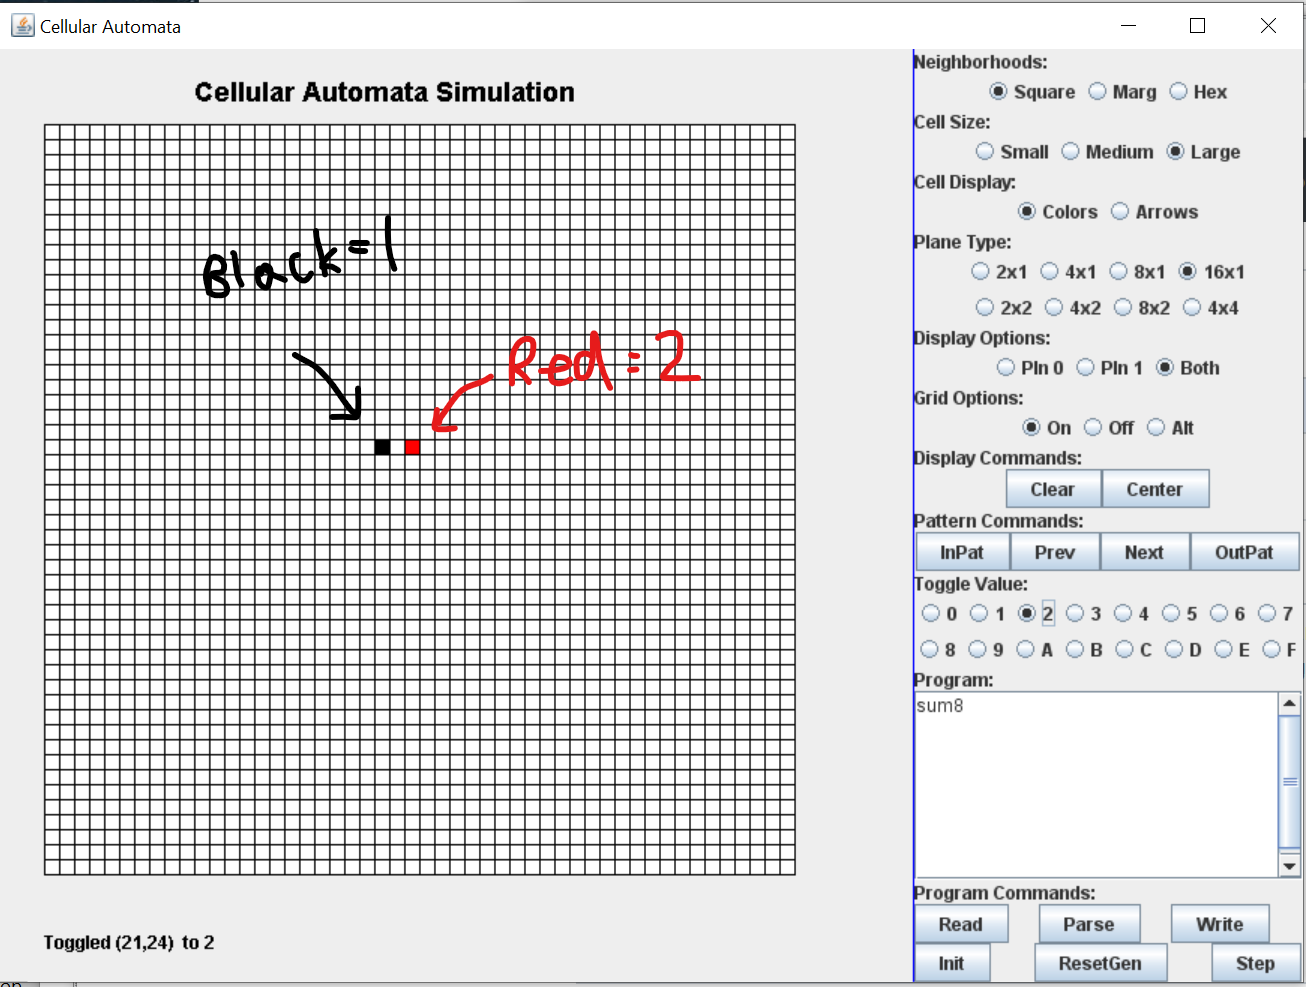 Cellular Automata
Cellular Automata Simulation
Black=1
Red=2
Toggled (21,24) to 2
Neighborhoods:
Square Marg Hex
Cell Size:
Small Medium Large
Cell Display:
Colors Arrows
Plane Type:
2x1 4x1 8x1 16x1
2x2 4x2 8x2 4x4
Display Options:
Pln 0 Pln 1 Both
Grid Options:
On Off Alt
Display Commands:
Clear Center
Pattern Commands:
InPat Prev Next OutPat
Toggle Value:
0 1 2 3 4 5 6 7
8 9 A B C D E F
Program:
sum8
Program Commands:
Read Parse Write
Init ResetGen Step